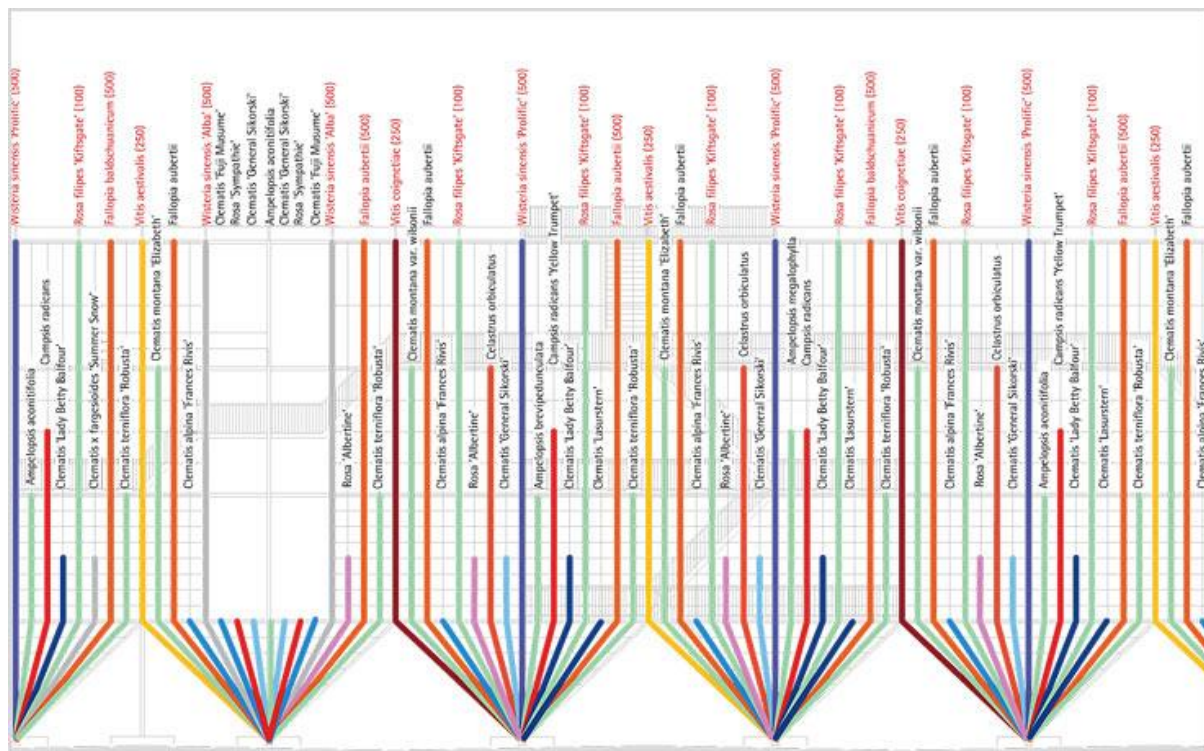 Wisteria sinensis 'Prolific' (500)
Ampelopsis aconitifolia
Campsis radicans
Clematis 'Lady Betty Balfour'
Rosa filipes 'Kiftsgate' (100)
Clematis x fargesioides 'Summer Snow'
Fallopia baldschuanicum (500)
Clematis terniflora 'Robusta'
Vitis aestivalis (250)
Clematis montana 'Elizabeth'
Fallopia aubertii
Clematis alpina 'Frances Rivis'
Wisteria sinensis 'Alba' (500)
Clematis 'Fuji Musume'
Rosa 'Sympathie'
Clematis 'General Sikorski'
Ampelopsis aconitifolia
Clematis 'General Sikorski'
Rosa 'Sympathie'
Clematis 'Fuji Musume'
Wisteria sinensis 'Alba' (500)
Rosa 'Albertine'
Fallopia aubertii (500)
Clematis terniflora 'Robusta'
Vitis coignetiae (250)
Clematis montana var. wilsonii
Fallopia aubertii
Clematis alpina 'Frances Rivis'
Rosa filipes 'Kiftsgate' (100)
Rosa 'Albertine'
Celastrus orbiculatus
Clematis 'General Sikorski'
Wisteria sinensis 'Prolific' (500)
Ampelopsis brevipedunculata
Campsis radicans 'Yellow Trumpet'
Clematis 'Lady Betty Balfour'
Rosa filipes 'Kiftsgate' (100)
Clematis 'Lasurstern'
Fallopia aubertii (500)
Clematis terniflora 'Robusta'
Vitis aestivalis (250)
Clematis montana 'Elizabeth'
Fallopia aubertii
Clematis alpina 'Frances Rivis'
Rosa filipes 'Kiftsgate' (100)
Rosa 'Albertine'
Celastrus orbiculatus
Clematis 'General Sikorski'
Wisteria sinensis 'Prolific' (500)
Ampelopsis megalophylla
Campsis radicans
Clematis 'Lady Betty Balfour'
Rosa filipes 'Kiftsgate' (100)
Clematis 'Lasurstern'
Fallopia baldschuanicum (500)
Clematis terniflora 'Robusta'
Vitis coignetiae (250)
Clematis montana var. wilsonii
Fallopia aubertii
Clematis alpina 'Frances Rivis'
Rosa filipes 'Kiftsgate' (100)
Rosa 'Albertine'
Celastrus orbiculatus
Clematis 'General Sikorski'
Wisteria sinensis 'Prolific' (500)
Ampelopsis aconitifolia
Campsis radicans 'Yellow Trumpet'
Clematis 'Lady Betty Balfour'
Rosa filipes 'Kiftsgate' (100)
Clematis 'Lasurstern'
Fallopia aubertii (500)
Clematis terniflora 'Robusta'
Vitis aestivalis (250)
Clematis montana 'Elizabeth'
Fallopia aubertii
Clematis alpina 'Frances Rivis'